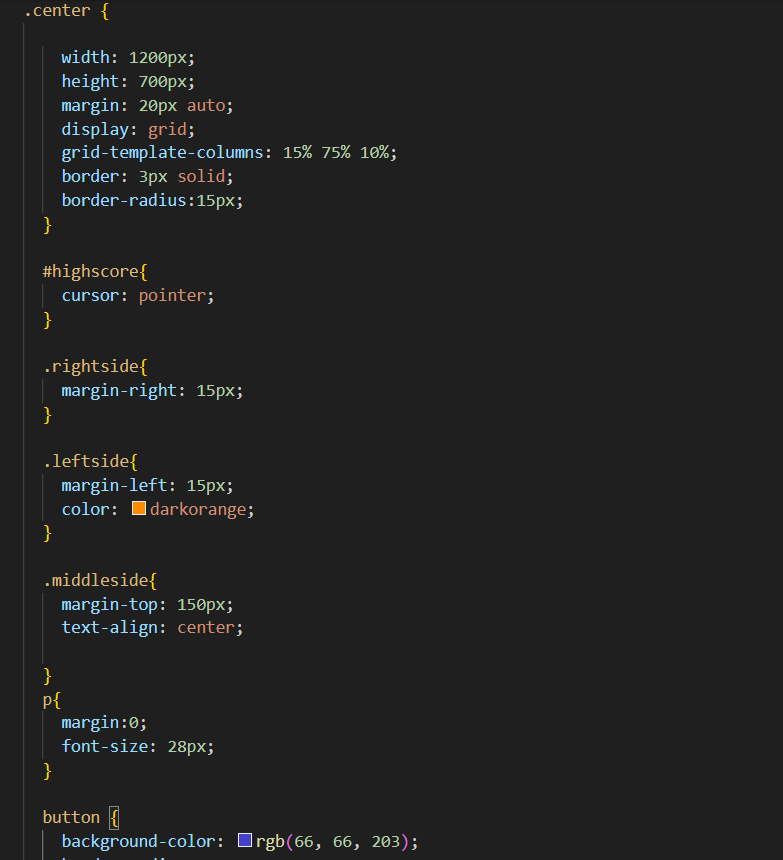 .center {
width: 1200px;
height: 700px;
margin: 20px auto;
display: grid;
grid-template-columns: 15% 75% 10%;
border: 3px solid;
border-radius:15px;
}
#highscore{
cursor: pointer;
}
.rightside{
margin-right: 15px;
}
.leftside{
margin-left: 15px;
color: darkorange;
}
.middleside{
margin-top: 150px;
text-align: center;
}
p{
margin:0;
font-size: 28px;
}
button {
background-color: rgb(66, 66, 203);